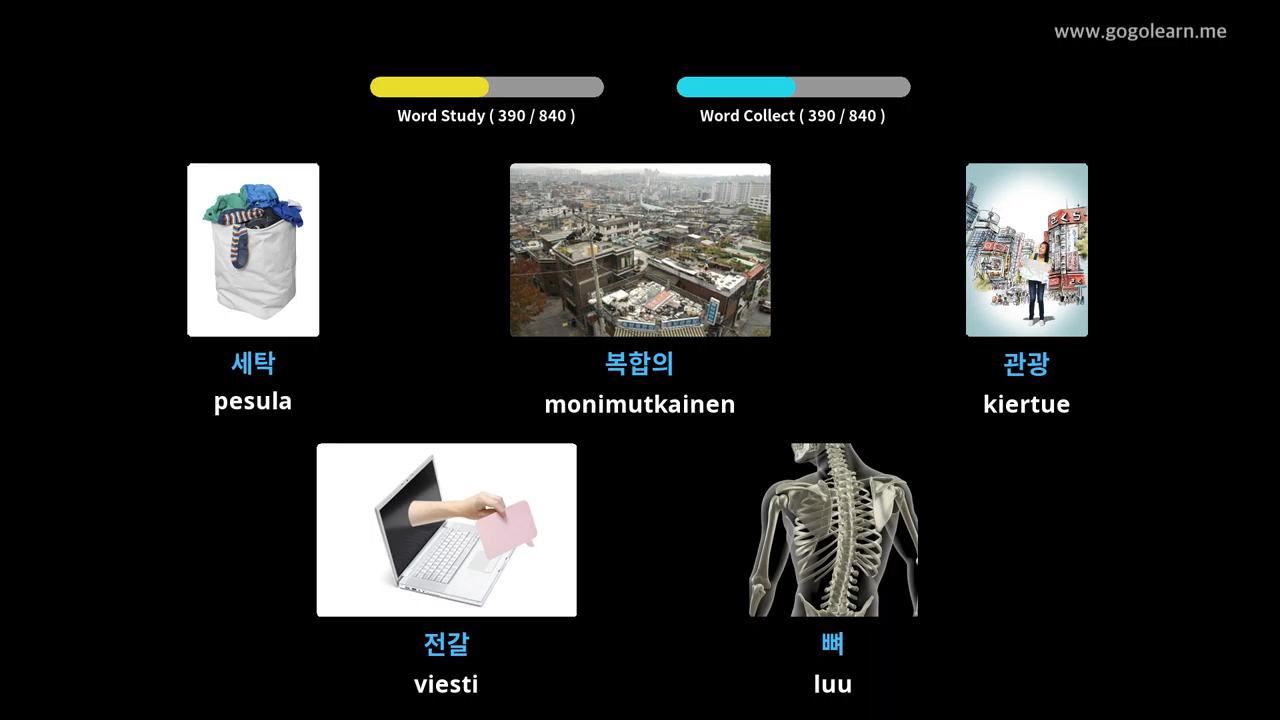 www.gogolearn.me
Word Study ( 390 / 840 )
Word Collect ( 390 / 840 )
세탁
pesula
복합의
monimutkainen
관광
kiertue
전갈
viesti
뼈
luu